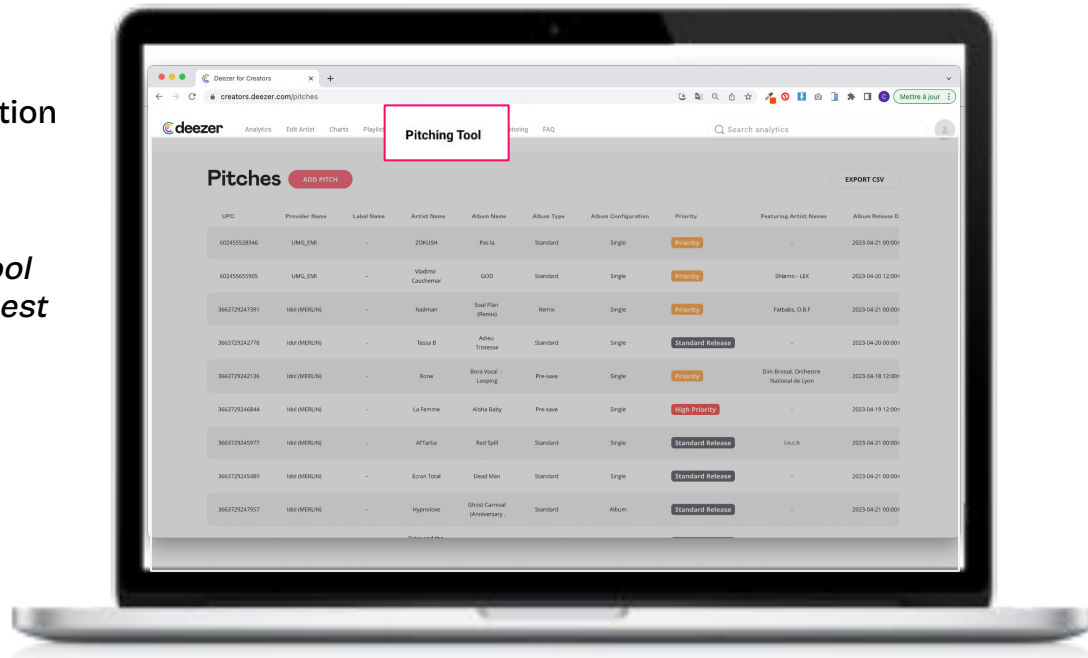 tion
ool
est
Deezer for Creators
creators.deezer.com/pitches
Mettre à jour
deezer Analytics Edit Artist Charts Playlist Pitching Tool itoring FAQ Search analytics
Pitches ADD PITCH EXPORT CSV
UPC Provider Name Label Name Artist Name Album Name Album Type Album Configuration Priority Featuring Artist Names Album Release D
602455528346 UMG_EMI - ZOKUSH Pas la Standard Single Priority - 2023-04-21 00:00:
602455655905 UMG_EMI - Vladimir Cauchemar GOD Standard Single Priority Shiemo - LEX 2023-04-20 12:00:
3663729247391 Idol (MERLIN) - Naâman Soul Plan (Remix) Remix Single Priority Fatbabs, O.B.F 2023-04-21 00:00:
3663729242778 Idol (MERLIN) - Tessa B Adieu Tristesse Standard Single Standard Release - 2023-04-20 00:00:
3663729242136 Idol (MERLIN) - Rone Bora Vocal - Looping Pre-save Single Priority Dirk Brossé, Orchestre National de Lyon 2023-04-18 12:00:
3663729246844 Idol (MERLIN) - La Femme Aloha Baby Pre-save Single High Priority - 2023-04-19 12:00:
3663729245977 Idol (MERLIN) - Al'Tarba Red Spill Standard Single Standard Release I.n.c.h 2023-04-21 00:00:
3663729245489 Idol (MERLIN) - Ecran Total Dead Man Standard Single Standard Release - 2023-04-21 00:00:
3663729247957 Idol (MERLIN) - Hypnolove Ghost Carnival (Anniversary . Standard Album Standard Release - 2023-04-21 00:00: